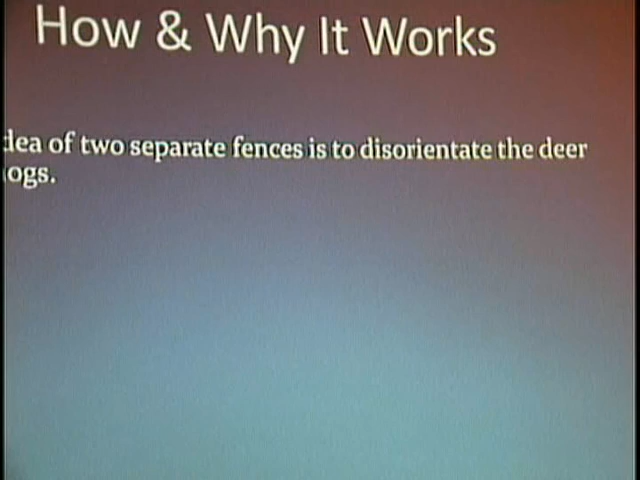 How & Why It Works
dea of two separate fences is to disorientate the deer
ogs.